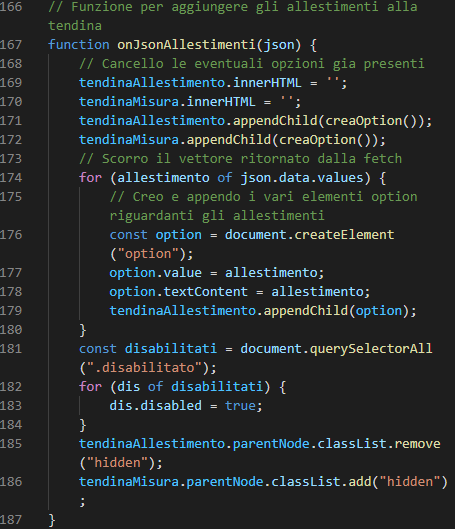 166 // Funzione per aggiungere gli allestimenti alla
tendina
167 function onJsonAllestimenti(json) {
168 // Cancello le eventuali opzioni gia presenti
169 tendinaAllestimento.innerHTML = '';
170 tendinaMisura.innerHTML = '';
171 tendinaAllestimento.appendChild(creaOption());
172 tendinaMisura.appendChild(creaOption());
173 // Scorro il vettore ritornato dalla fetch
174 for (allestimento of json.data.values) {
175 // Creo e appendo i vari elementi option
riguardanti gli allestimenti
176 const option = document.createElement
("option");
177 option.value = allestimento;
178 option.textContent = allestimento;
179 tendinaAllestimento.appendChild(option);
180 }
181 const disabilitati = document.querySelectorAll
(".disabilitato");
182 for (dis of disabilitati) {
183 dis.disabled = true;
184 }
185 tendinaAllestimento.parentNode.classList.remove
("hidden");
186 tendinaMisura.parentNode.classList.add("hidden")
;
187 }